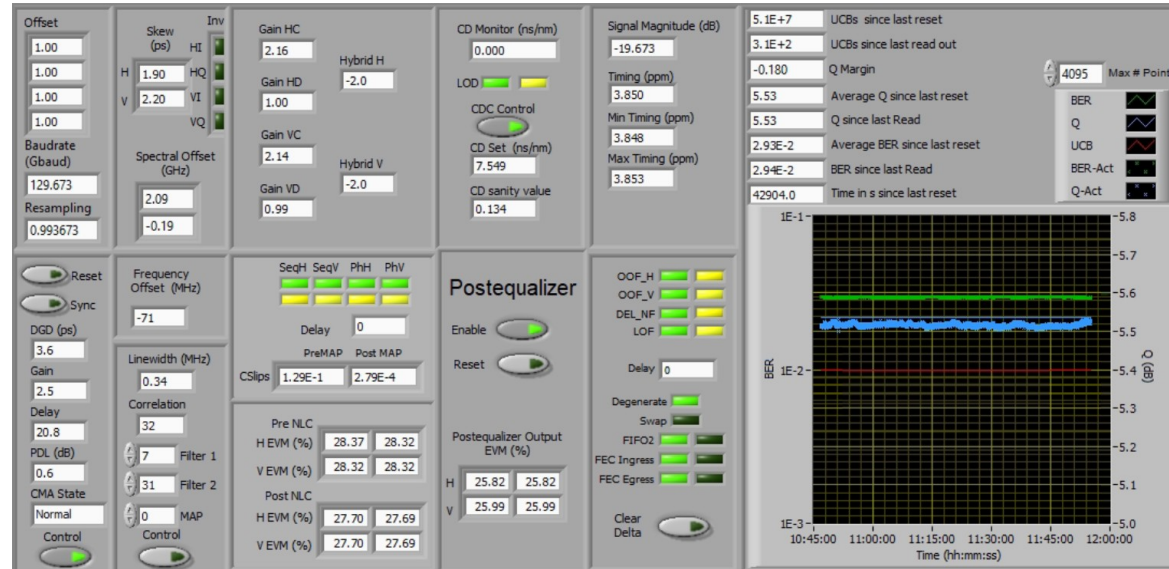 Offset
1.00
1.00
1.00
1.00
Baudrate
(Gbaud)
129.673
Resampling
0.993673
Inv
Skew
(ps)
HI
H 1.90 HQ
V 2.20 VI
VQ
Spectral Offset
(GHz)
2.09
-0.19
Gain HC
2.16
Gain HD
1.00
Gain VC
2.14
Gain VD
0.99
Hybrid H
-2.0
Hybrid V
-2.0
CD Monitor (ns/nm)
0.000
LOD
CDC Control
CD Set (ns/nm)
7.549
CD sanity value
0.134
Signal Magnitude (dB)
-19.673
Timing (ppm)
3.850
Min Timing (ppm)
3.848
Max Timing (ppm)
3.853
5.1E+7 UCBs since last reset
3.1E+2 UCBs since last read out
-0.180 Q Margin
5.53 Average Q since last reset
5.53 Q since last Read
2.93E-2 Average BER since last reset
2.94E-2 BER since last Read
42904.0 Time in s since last reset
4095 Max # Point
BER
Q
UCB
BER-Act
Q-Act
Reset
Sync
DGD (ps)
3.6
Gain
2.5
Delay
20.8
PDL (dB)
0.6
CMA State
Normal
Control
Frequency
Offset (MHz)
-71
Linewidth (MHz)
0.34
Correlation
32
7 Filter 1
31 Filter 2
0 MAP
Control
SeqH SeqV PhH PhV
Delay 0
PreMAP Post MAP
CSlips 1.29E-1 2.79E-4
Pre NLC
H EVM (%) 28.37 28.32
V EVM (%) 28.32 28.32
Post NLC
H EVM (%) 27.70 27.69
V EVM (%) 27.70 27.69
Postequalizer
Enable
Reset
Postequalizer Output
EVM (%)
H 25.82 25.82
V 25.99 25.99
OOF_H
OOF_V
DEL_NF
LOF
Delay 0
Degenerate
Swap
FIFO2
FEC Ingress
FEC Egress
Clear
Delta
1E-1
1E-2
1E-3
BER
5.8
5.7
5.6
5.5
5.4
5.3
5.2
5.1
5.0
Q (dB)
10:45:00 11:00:00 11:15:00 11:30:00 11:45:00 12:00:00
Time (hh:mm:ss)